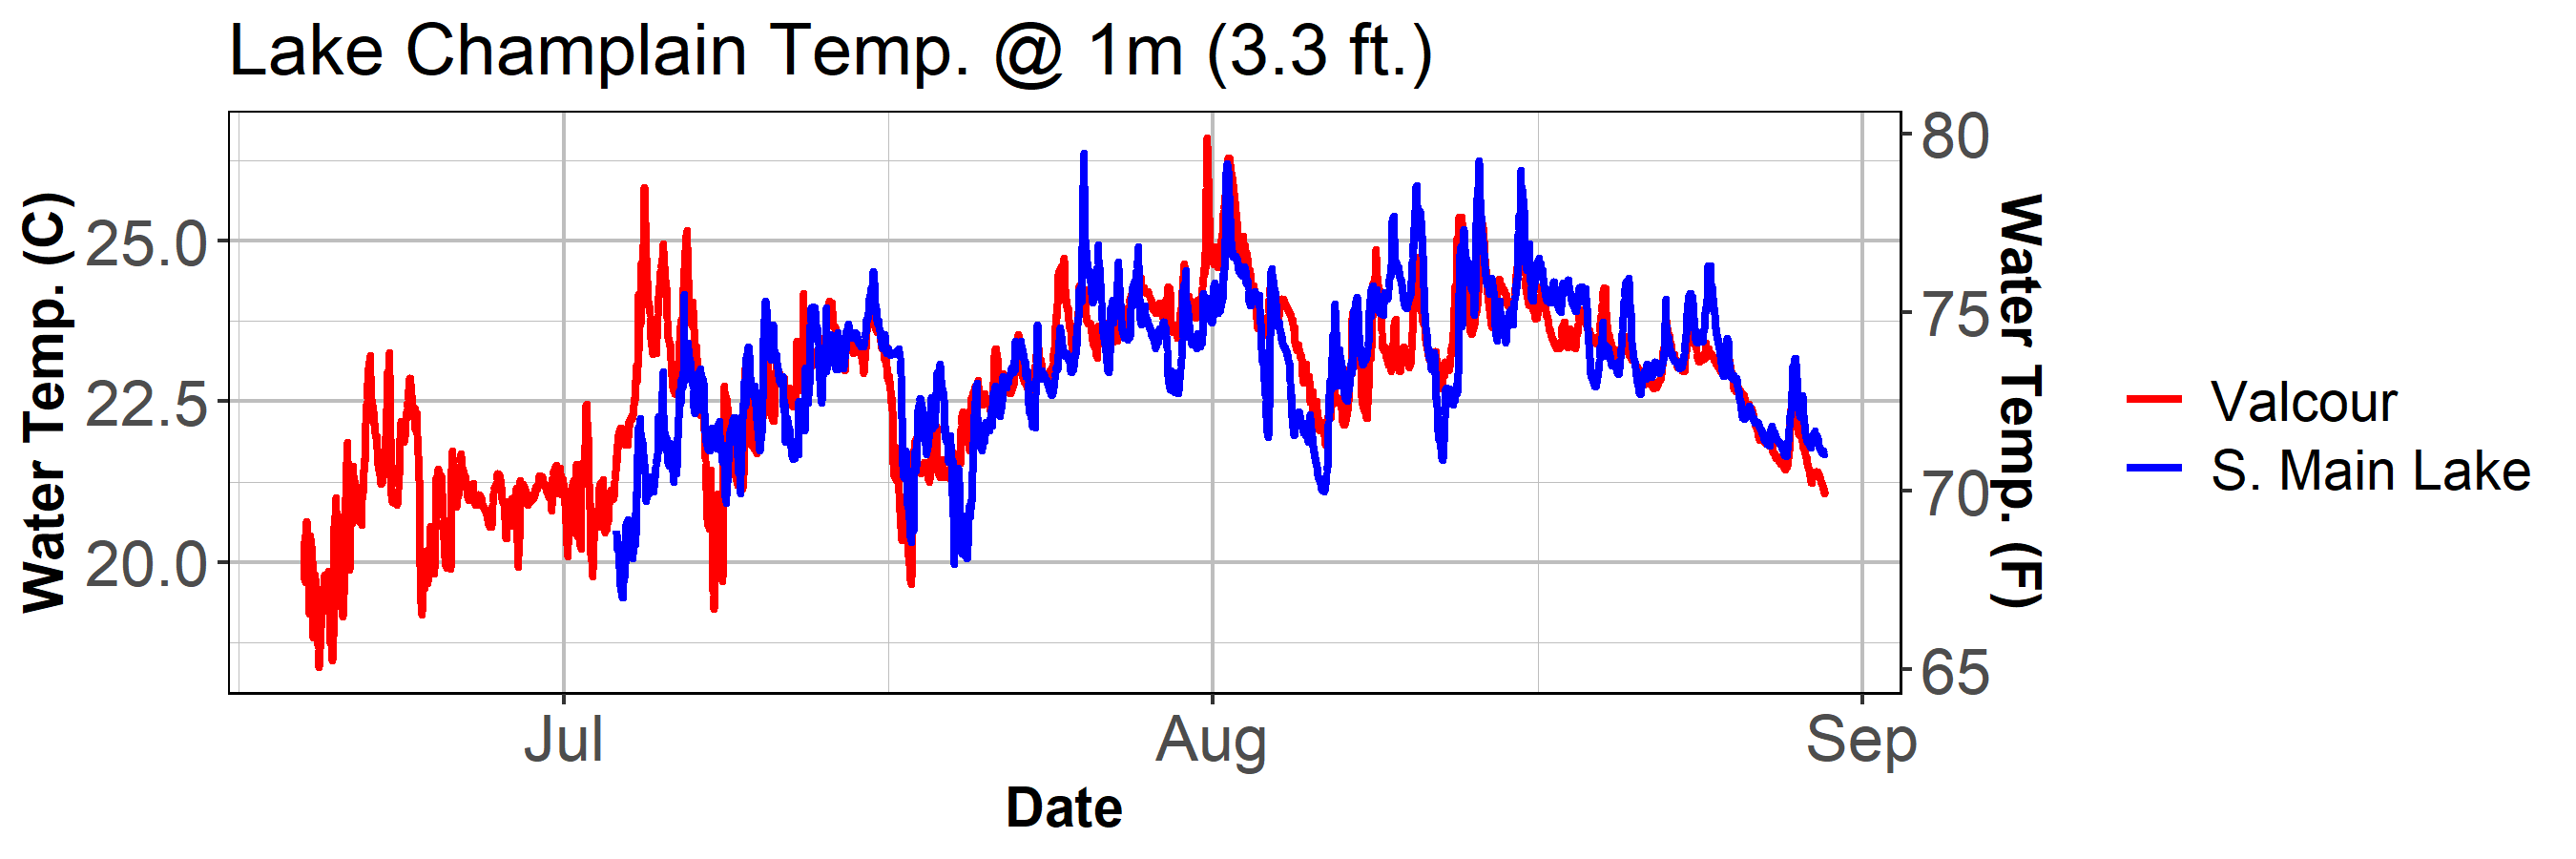 Lake Champlain Temp. @ 1m (3.3 ft.)
Water Temp. (C)
25.0
22.5
20.0
80
75
70
65
Water Temp. (F)
Jul
Aug
Sep
Date
Valcour
S. Main Lake